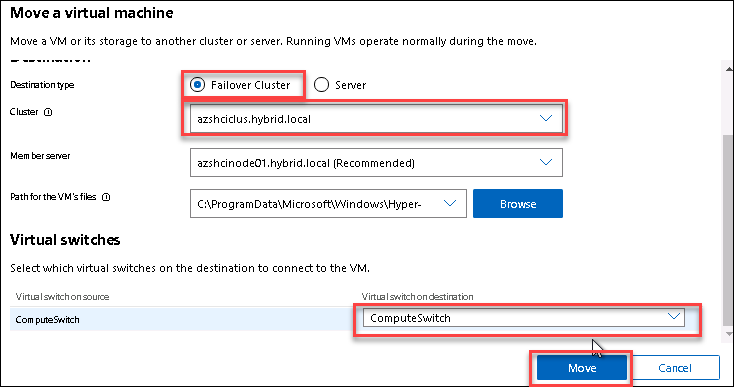 Move a virtual machine
Move a VM or its storage to another cluster or server. Running VMs operate normally during the move.
Destination
Destination type
Failover Cluster
Server
Cluster
azshciclus.hybrid.local
Member server
azshcinode01.hybrid.local (Recommended)
Path for the VM's files
C:\ProgramData\Microsoft\Windows\Hyper-
Browse
Virtual switches
Select which virtual switches on the destination to connect to the VM.
Virtual switch on source
Virtual switch on destination
ComputeSwitch
ComputeSwitch
Move
Cancel